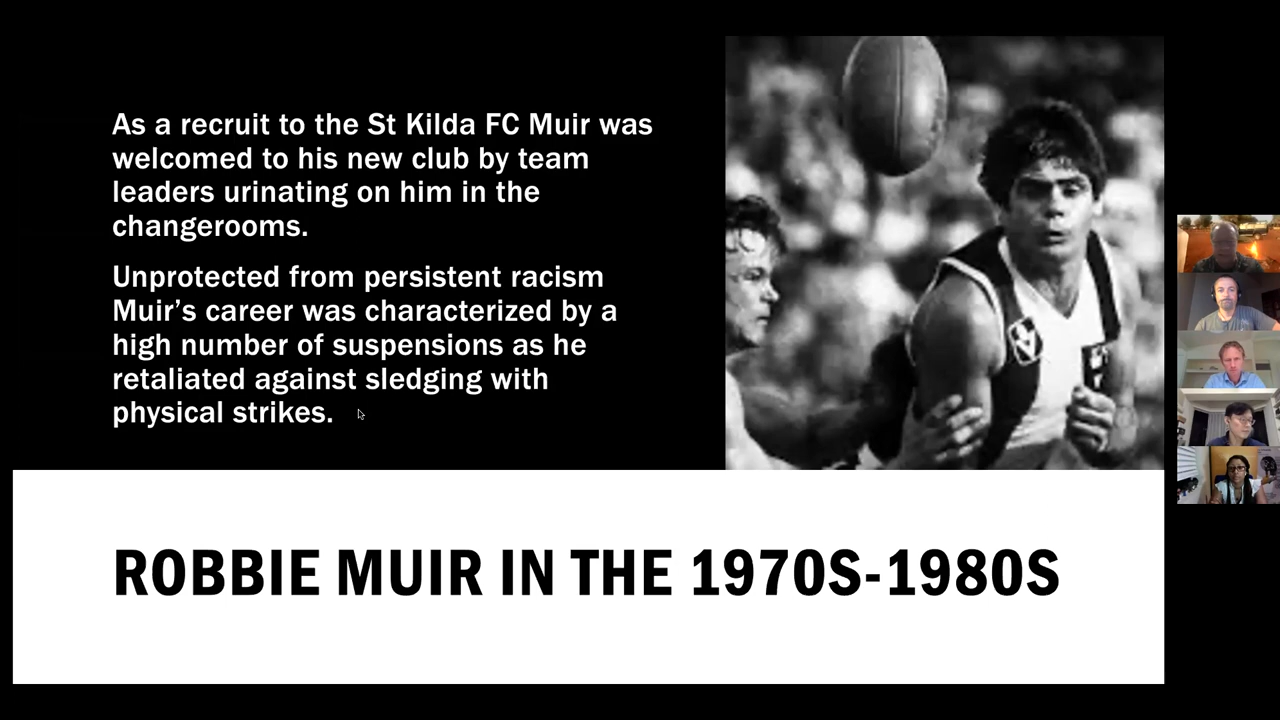 As a recruit to the St Kilda FC Muir was
welcomed to his new club by team
leaders urinating on him in the
changerooms.
Unprotected from persistent racism
Muir’s career was characterized by a
high number of suspensions as he
retaliated against sledging with
physical strikes.
ROBBIE MUIR IN THE 1970S-1980S